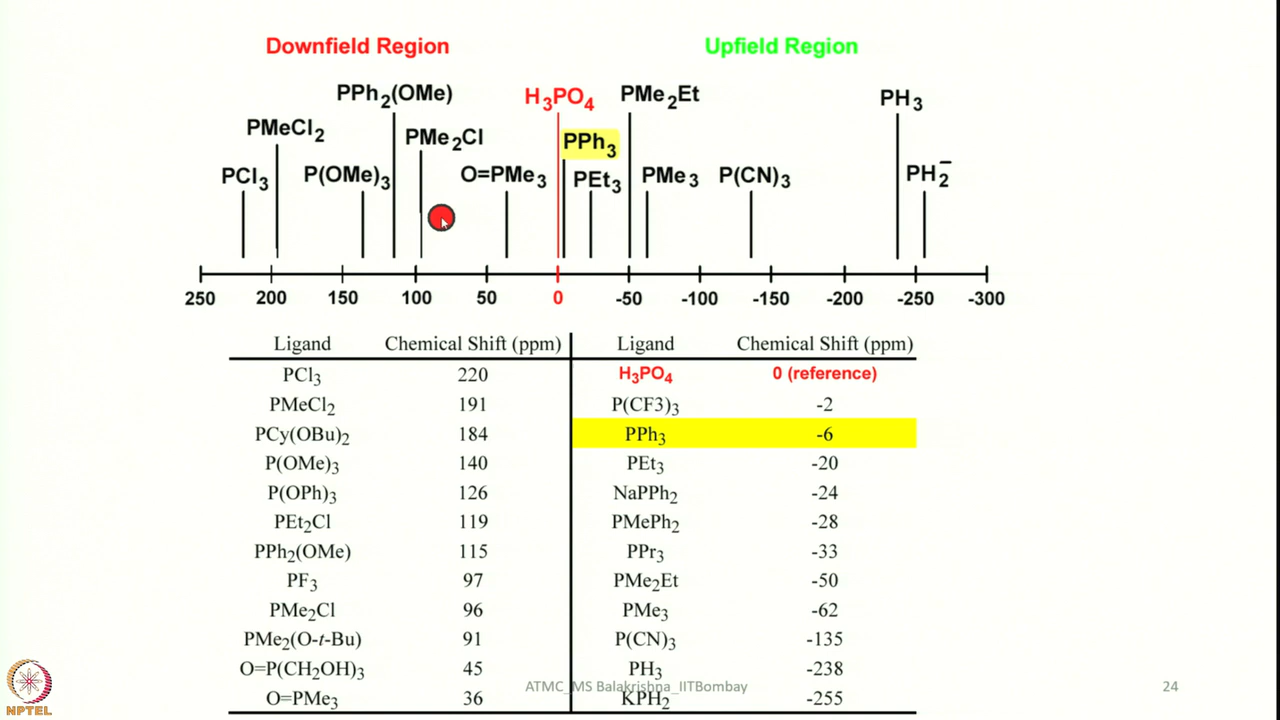 Downfield Region Upfield Region
PPh2(OMe) H3PO4 PMe2Et PH3
PMeCl2 PMe2Cl PPh3
PCl3 P(OMe)3 O=PMe3 PEt3 PMe3 P(CN)3 PH2−
250 200 150 100 50 0 -50 -100 -150 -200 -250 -300
Ligand Chemical Shift (ppm) Ligand Chemical Shift (ppm)
PCl3 220 H3PO4 0 (reference)
PMeCl2 191 P(CF3)3 -2
PCy(OBu)2 184 PPh3 -6
P(OMe)3 140 PEt3 -20
P(OPh)3 126 NaPPh2 -24
PEt2Cl 119 PMePh2 -28
PPh2(OMe) 115 PPr3 -33
PF3 97 PMe2Et -50
PMe2Cl 96 PMe3 -62
PMe2(O-t-Bu) 91 P(CN)3 -135
O=P(CH2OH)3 45 PH3 -238
O=PMe3 36 KPH2 -255
ATMC_MS Balakrishna_IITBombay 24
NPTEL